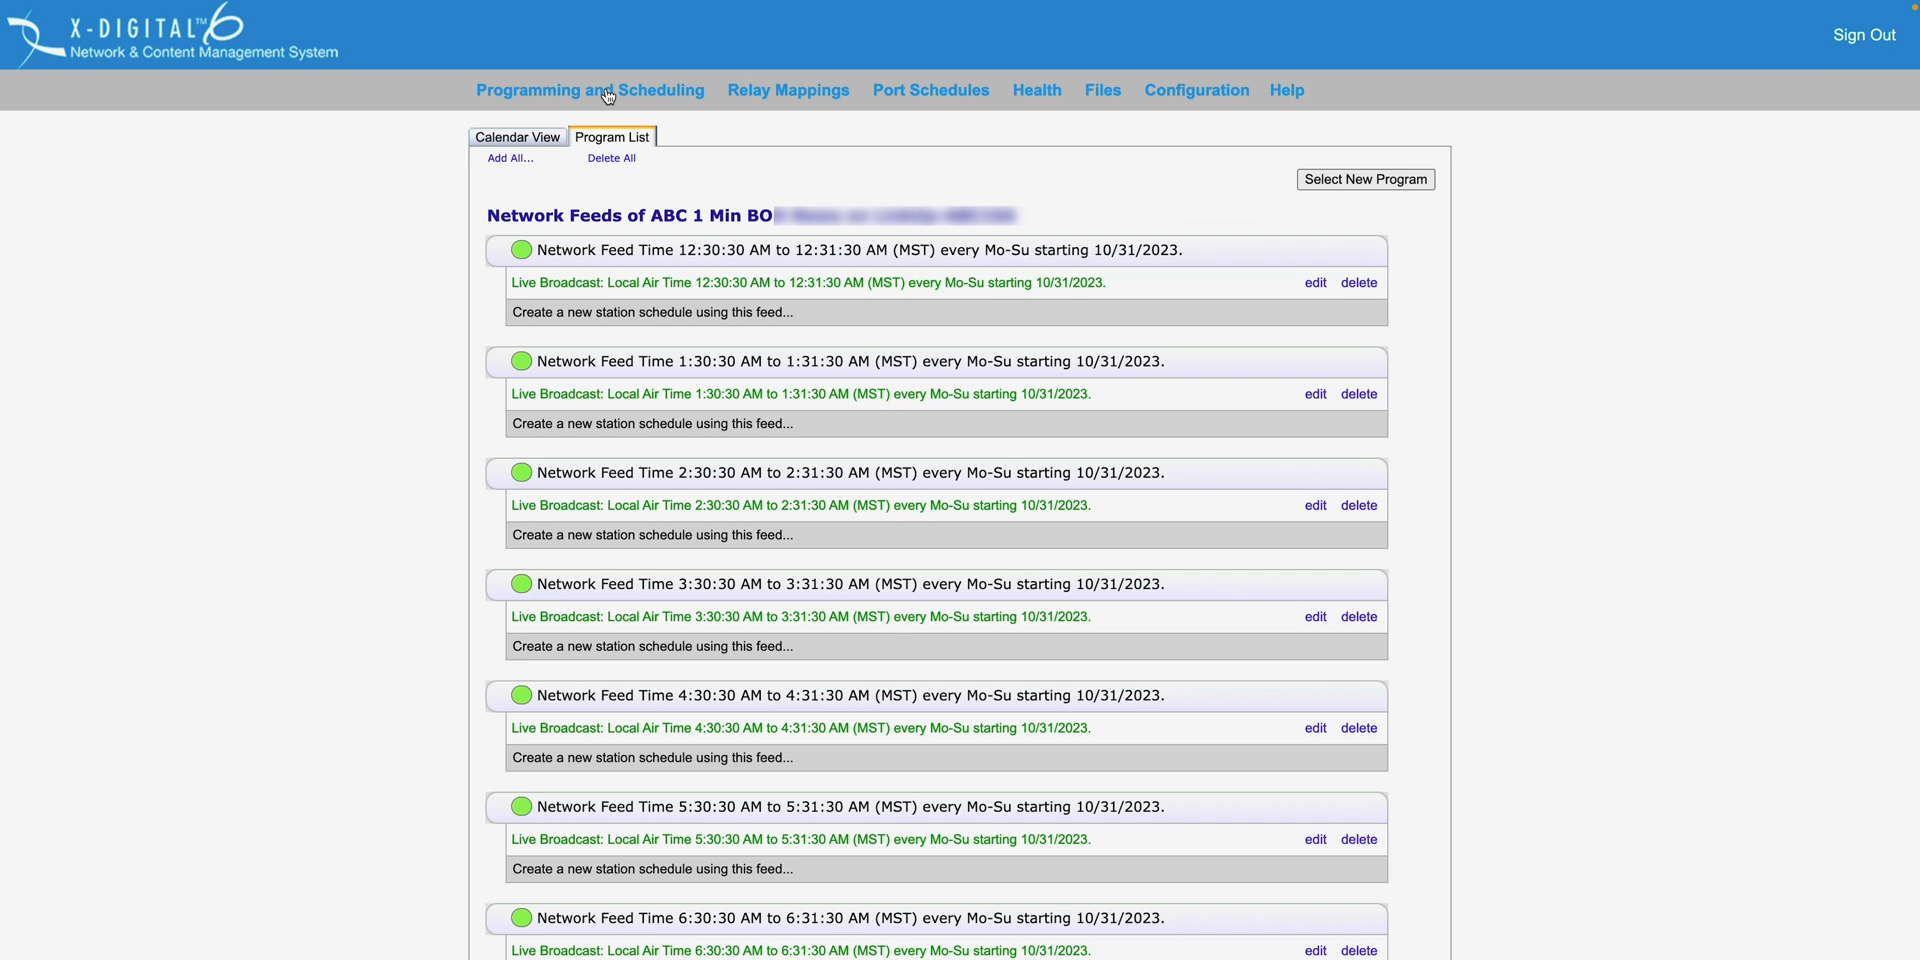 X-DIGITAL™ 6
Network & Content Management System
Sign Out
Programming and Scheduling Relay Mappings Port Schedules Health Files Configuration Help
Calendar View Program List
Add All... Delete All
Select New Program
Network Feeds of ABC 1 Min BO
Network Feed Time 12:30:30 AM to 12:31:30 AM (MST) every Mo-Su starting 10/31/2023.
Live Broadcast: Local Air Time 12:30:30 AM to 12:31:30 AM (MST) every Mo-Su starting 10/31/2023. edit delete
Create a new station schedule using this feed...
Network Feed Time 1:30:30 AM to 1:31:30 AM (MST) every Mo-Su starting 10/31/2023.
Live Broadcast: Local Air Time 1:30:30 AM to 1:31:30 AM (MST) every Mo-Su starting 10/31/2023. edit delete
Create a new station schedule using this feed...
Network Feed Time 2:30:30 AM to 2:31:30 AM (MST) every Mo-Su starting 10/31/2023.
Live Broadcast: Local Air Time 2:30:30 AM to 2:31:30 AM (MST) every Mo-Su starting 10/31/2023. edit delete
Create a new station schedule using this feed...
Network Feed Time 3:30:30 AM to 3:31:30 AM (MST) every Mo-Su starting 10/31/2023.
Live Broadcast: Local Air Time 3:30:30 AM to 3:31:30 AM (MST) every Mo-Su starting 10/31/2023. edit delete
Create a new station schedule using this feed...
Network Feed Time 4:30:30 AM to 4:31:30 AM (MST) every Mo-Su starting 10/31/2023.
Live Broadcast: Local Air Time 4:30:30 AM to 4:31:30 AM (MST) every Mo-Su starting 10/31/2023. edit delete
Create a new station schedule using this feed...
Network Feed Time 5:30:30 AM to 5:31:30 AM (MST) every Mo-Su starting 10/31/2023.
Live Broadcast: Local Air Time 5:30:30 AM to 5:31:30 AM (MST) every Mo-Su starting 10/31/2023. edit delete
Create a new station schedule using this feed...
Network Feed Time 6:30:30 AM to 6:31:30 AM (MST) every Mo-Su starting 10/31/2023.
Live Broadcast: Local Air Time 6:30:30 AM to 6:31:30 AM (MST) every Mo-Su starting 10/31/2023. edit delete